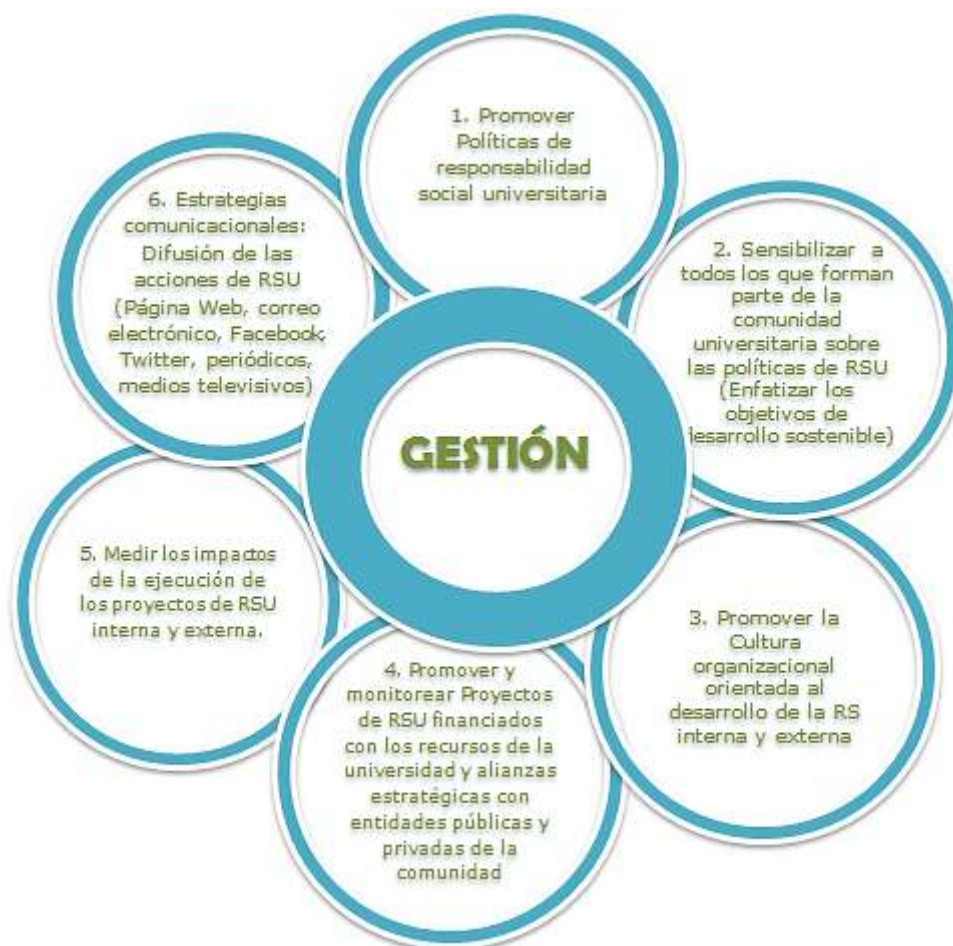 1. Promover
Políticas de
responsabilidad
social universitaria
2. Sensibilizar a
todos los que forman
parte de la
comunidad
universitaria sobre
las políticas de RSU
(Enfatizar los
objetivos de
desarrollo sostenible)
3. Promover la
Cultura
organizacional
orientada al
desarrollo de la RS
interna y externa
4. Promover y
monitorear Proyectos
de RSU financiados
con los recursos de la
universidad y alianzas
estratégicas con
entidades públicas y
privadas de la
comunidad
5. Medir los impactos
de la ejecución de
los proyectos de RSU
interna y externa.
6. Estrategias
comunicacionales:
Difusión de las
acciones de RSU
(Página Web, correo
electrónico, Facebook,
Twitter, periódicos,
medios televisivos)
GESTIÓN